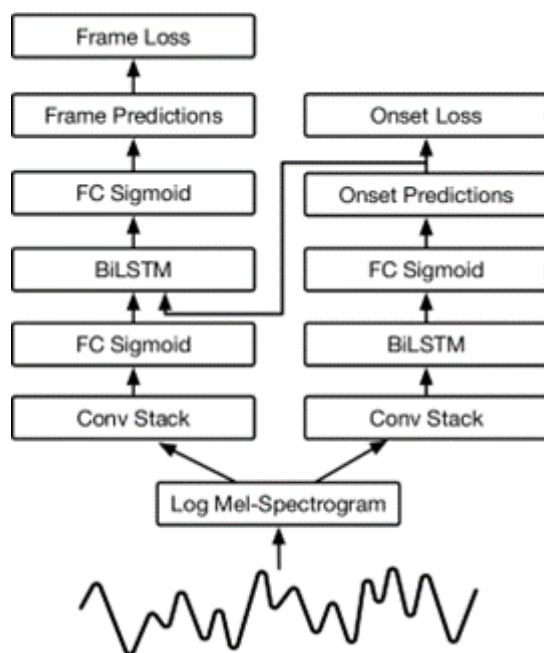 Frame Loss
Frame Predictions
Onset Loss
FC Sigmoid
Onset Predictions
BiLSTM
FC Sigmoid
FC Sigmoid
BiLSTM
Conv Stack
Conv Stack
Log Mel-Spectrogram